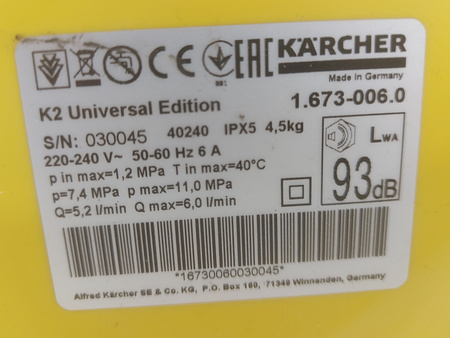 KÄRCHER
Made in Germany
K2 Universal Edition
1.673-006.0
S/N: 030045 40240 IPX5 4,5kg
220-240 V~ 50-60 Hz 6 A
p in max=1,2 MPa T in max=40°C
p=7,4 MPa p max=11,0 MPa
Q=5,2 l/min Q max=6,0 l/min
LWA
93dB
*16730060030045*
Alfred Kärcher SE & Co. KG, P.O. Box 160, 71349 Winnenden, Germany